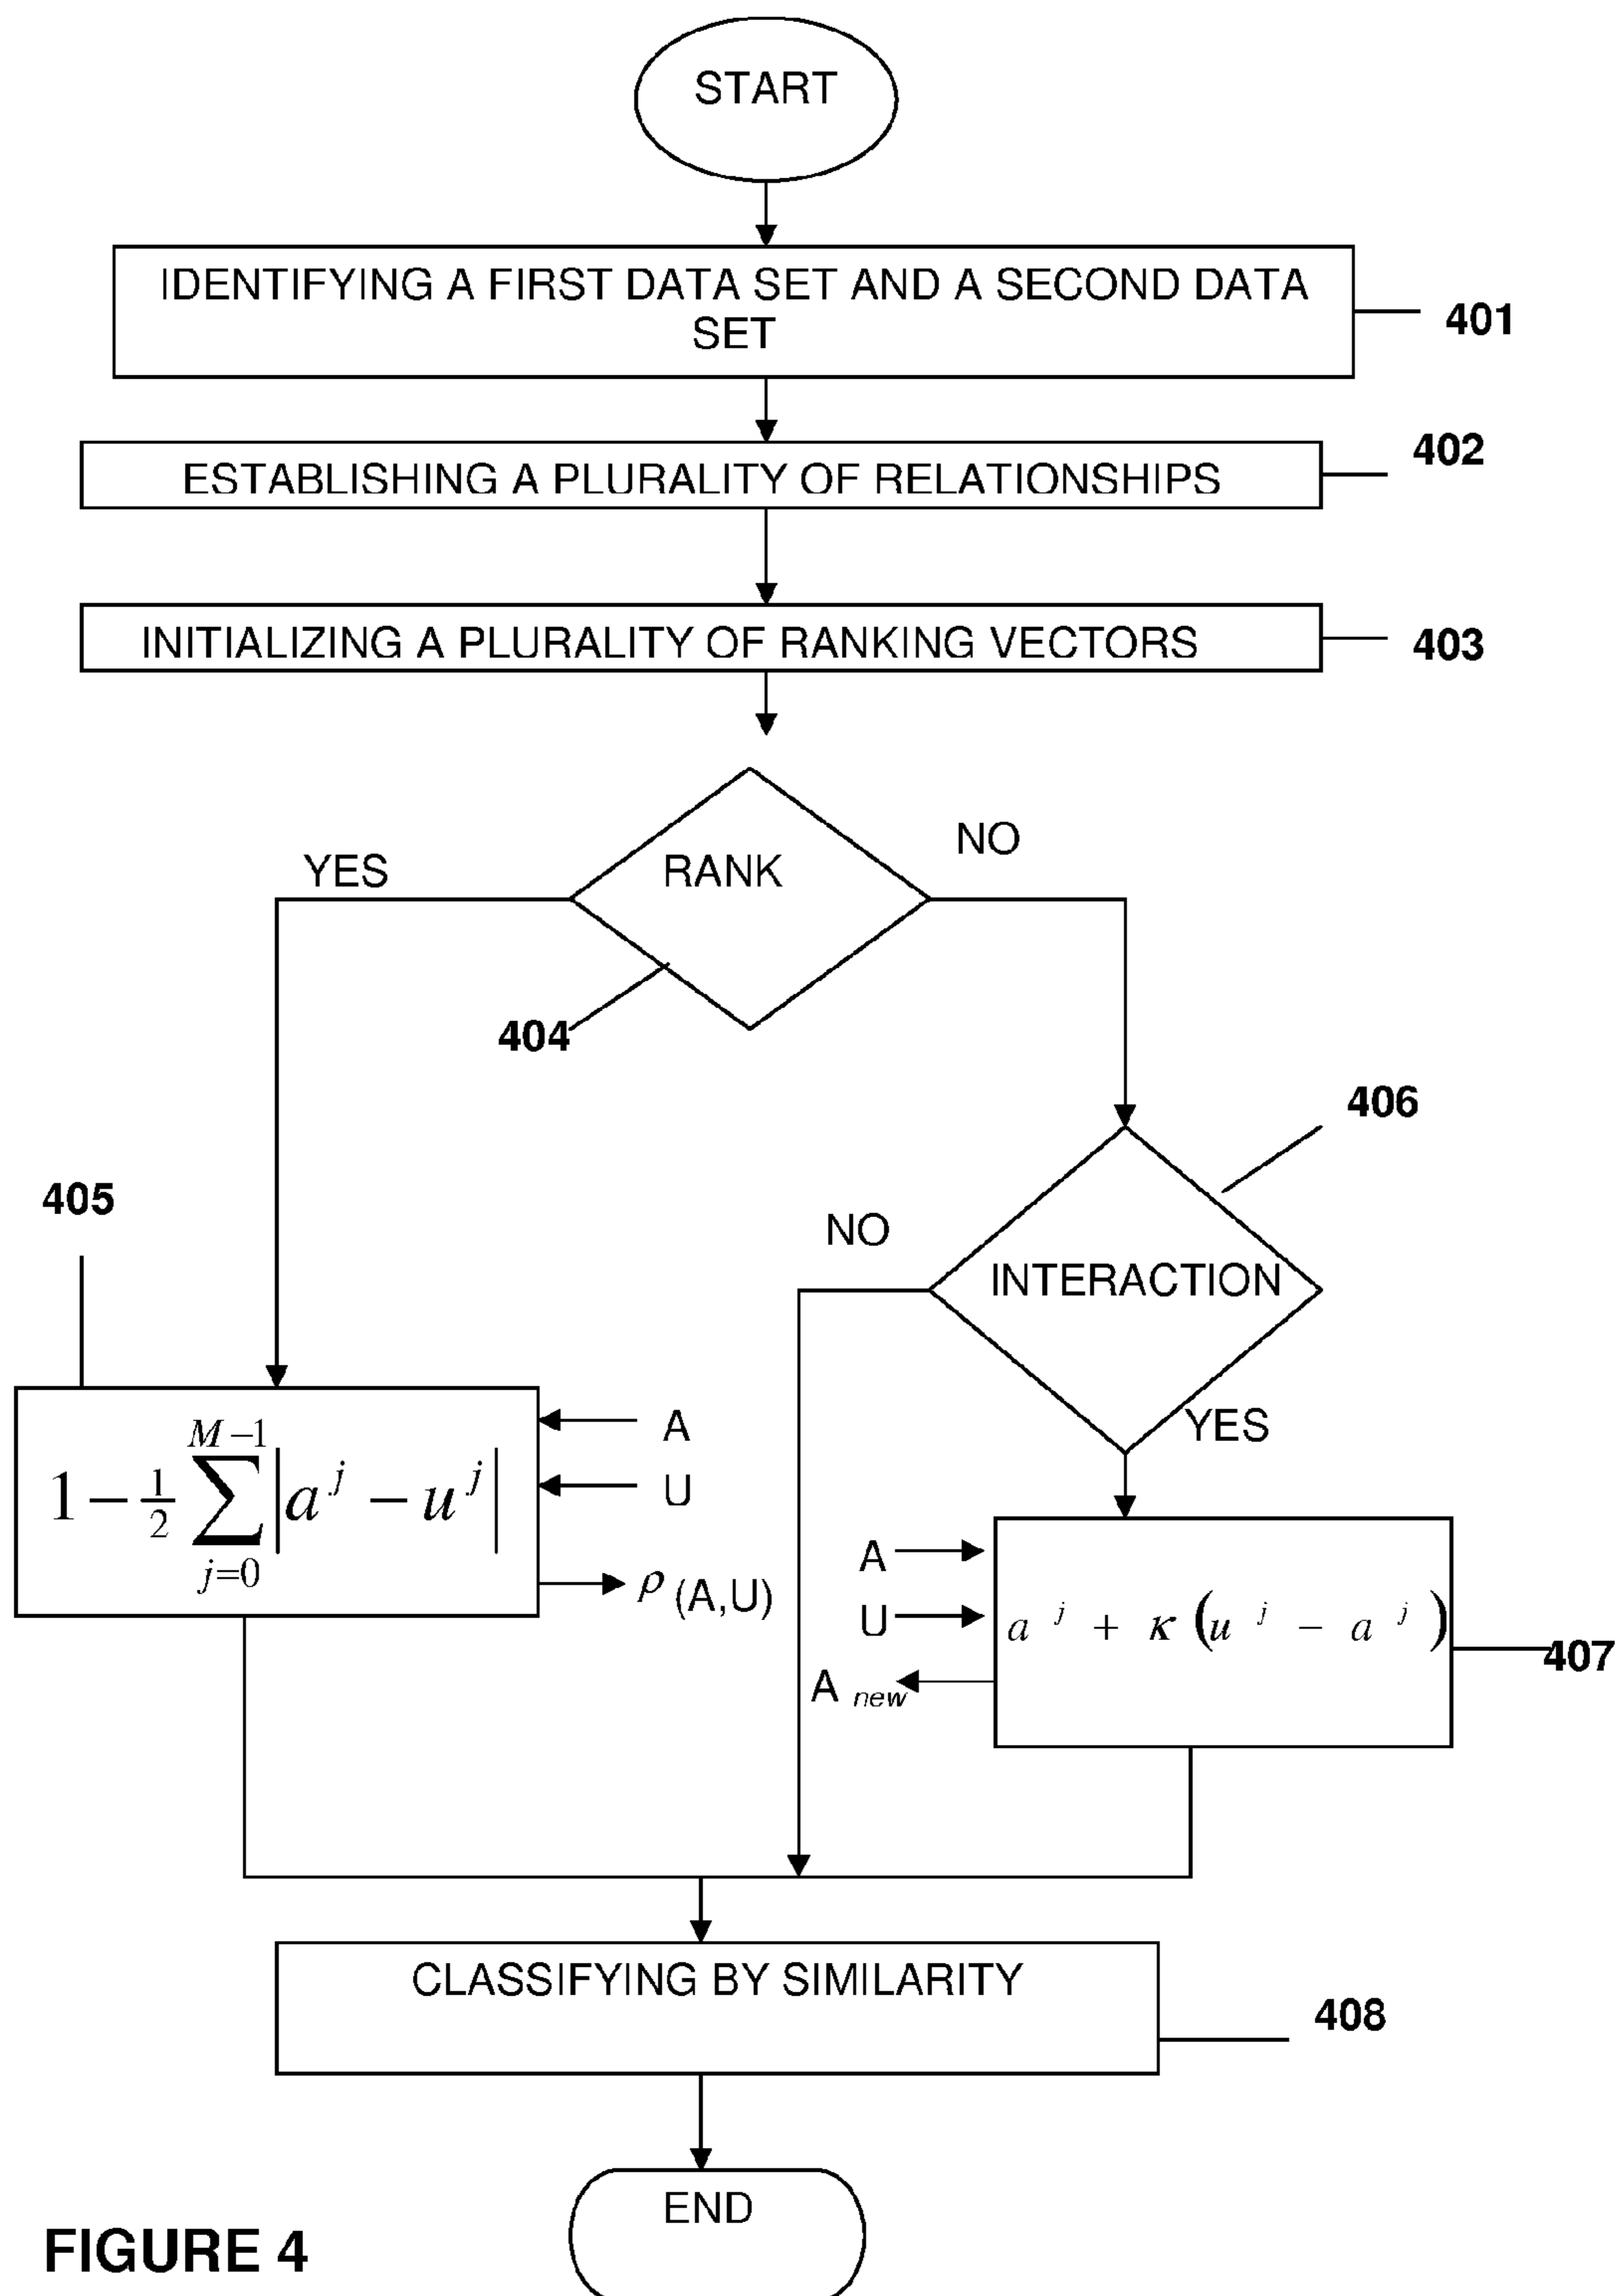 START
IDENTIFYING A FIRST DATA SET AND A SECOND DATA
SET
401
ESTABLISHING A PLURALITY OF RELATIONSHIPS
402
INITIALIZING A PLURALITY OF RANKING VECTORS
403
RANK
YES
NO
404
406
405
NO
INTERACTION
YES
1 − 1/2 ∑_{j=0}^{M−1} |a^j − u^j|
A
U
ρ (A,U)
A
U
A new
a^j + κ (u^j − a^j)
407
CLASSIFYING BY SIMILARITY
408
END
FIGURE 4